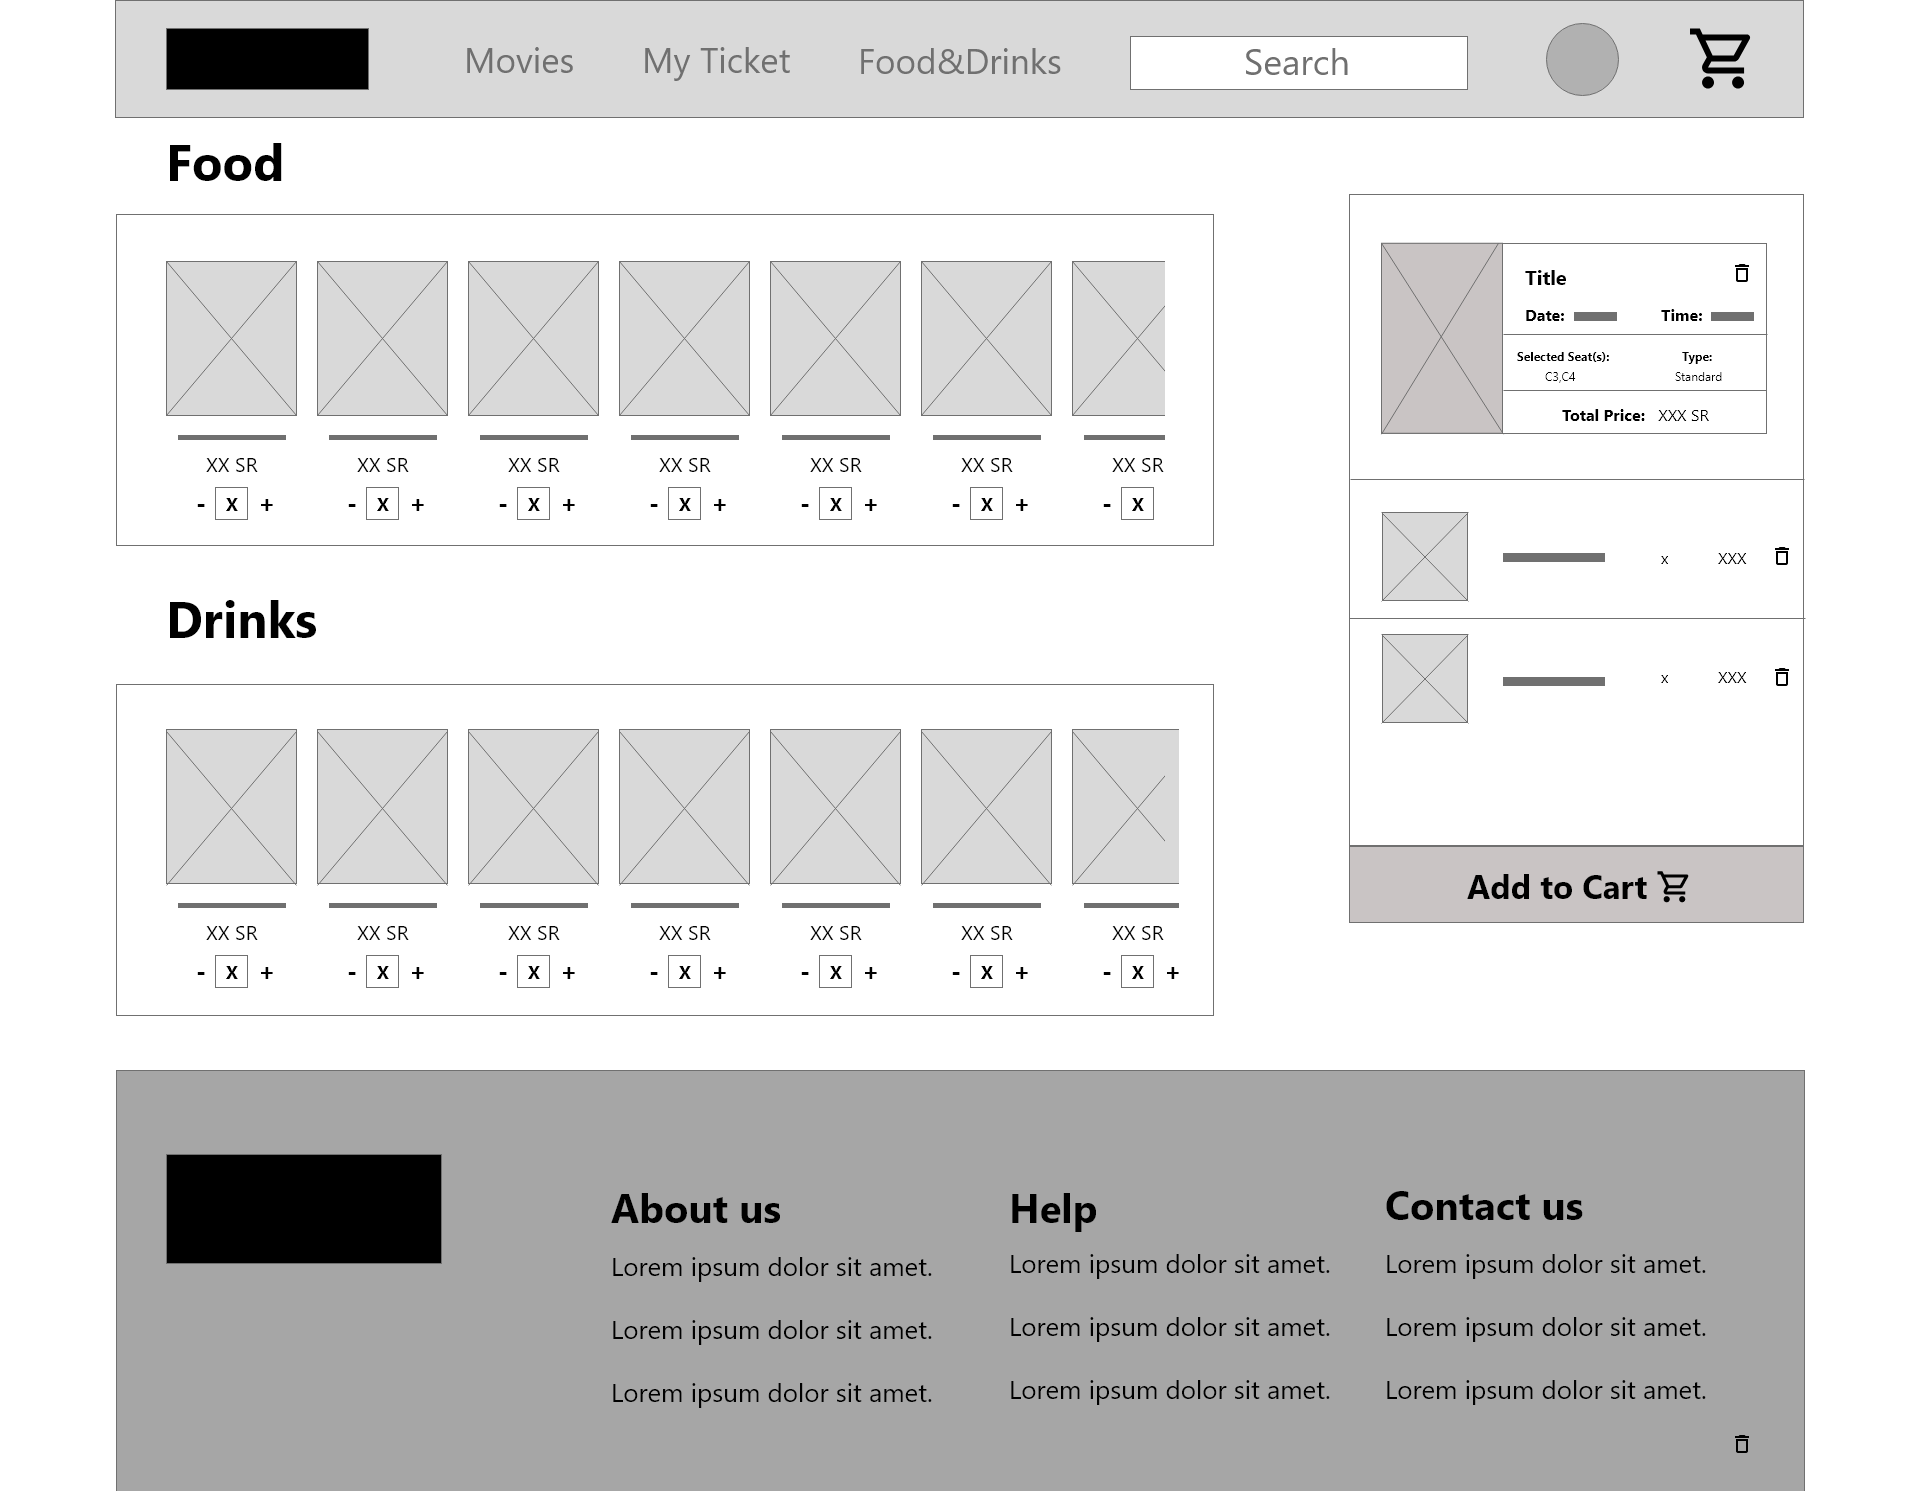 Movies My Ticket Food&Drinks Search
Food
XX SR XX SR XX SR XX SR XX SR XX SR XX SR
- X + - X + - X + - X + - X + - X + - X
Drinks
XX SR XX SR XX SR XX SR XX SR XX SR XX SR
- X + - X + - X + - X + - X + - X + - X +
Title
Date: Time:
Selected Seat(s): Type:
C3,C4 Standard
Total Price: XXX SR
x XXX
x XXX
Add to Cart
About us
Lorem ipsum dolor sit amet.
Lorem ipsum dolor sit amet.
Lorem ipsum dolor sit amet.
Help
Lorem ipsum dolor sit amet.
Lorem ipsum dolor sit amet.
Lorem ipsum dolor sit amet.
Contact us
Lorem ipsum dolor sit amet.
Lorem ipsum dolor sit amet.
Lorem ipsum dolor sit amet.